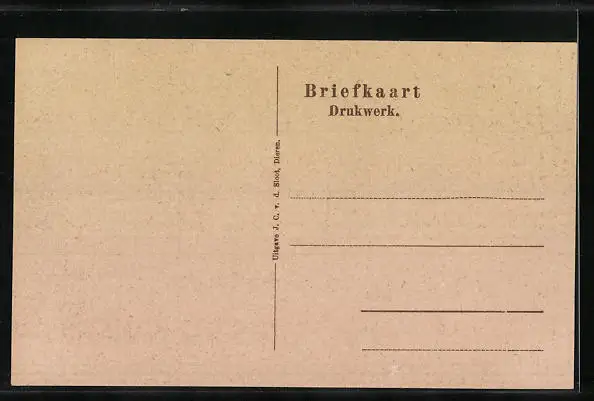 Briefkaart
Drukwerk.
Uitgave J. C. v. d. Sloot, Dieren.